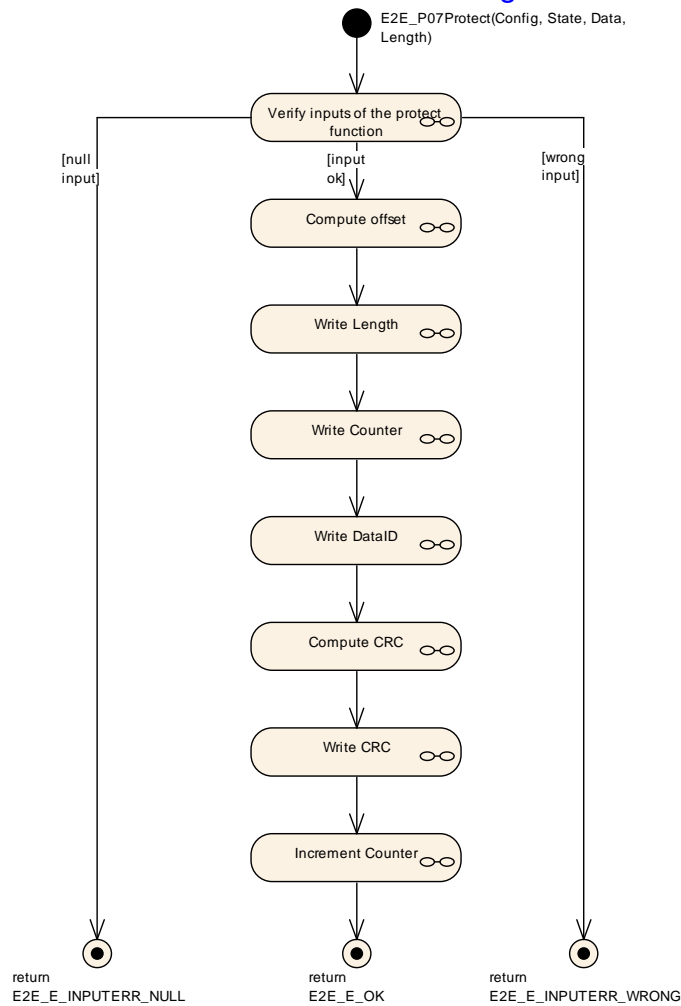 E2E_P07Protect(Config, State, Data,
Length)
Verify inputs of the protect
function
[null
input]
[input
ok]
[wrong
input]
Compute offset
Write Length
Write Counter
Write DataID
Compute CRC
Write CRC
Increment Counter
return
E2E_E_INPUTERR_NULL
return
E2E_E_OK
return
E2E_E_INPUTERR_WRONG